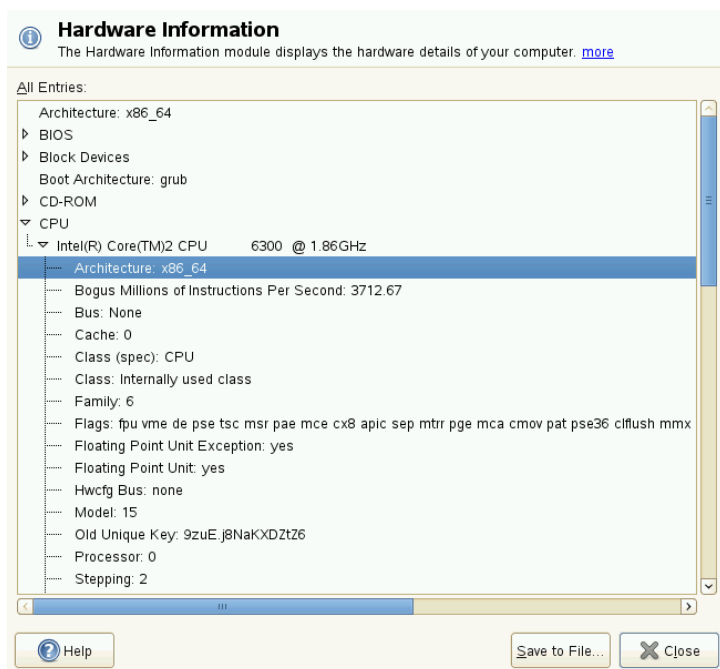 Hardware Information
The Hardware Information module displays the hardware details of your computer. more
All Entries:
Architecture: x86_64
BIOS
Block Devices
Boot Architecture: grub
CD-ROM
CPU
Intel(R) Core(TM)2 CPU 6300 @ 1.86GHz
Architecture: x86_64
Bogus Millions of Instructions Per Second: 3712.67
Bus: None
Cache: 0
Class (spec): CPU
Class: Internally used class
Family: 6
Flags: fpu vme de pse tsc msr pae mce cx8 apic sep mtrr pge mca cmov pat pse36 clflush mmx
Floating Point Unit Exception: yes
Floating Point Unit: yes
Hwcfg Bus: none
Model: 15
Old Unique Key: 9zuE.j8NaKXDZtZ6
Processor: 0
Stepping: 2
Help
Save to File...
Close